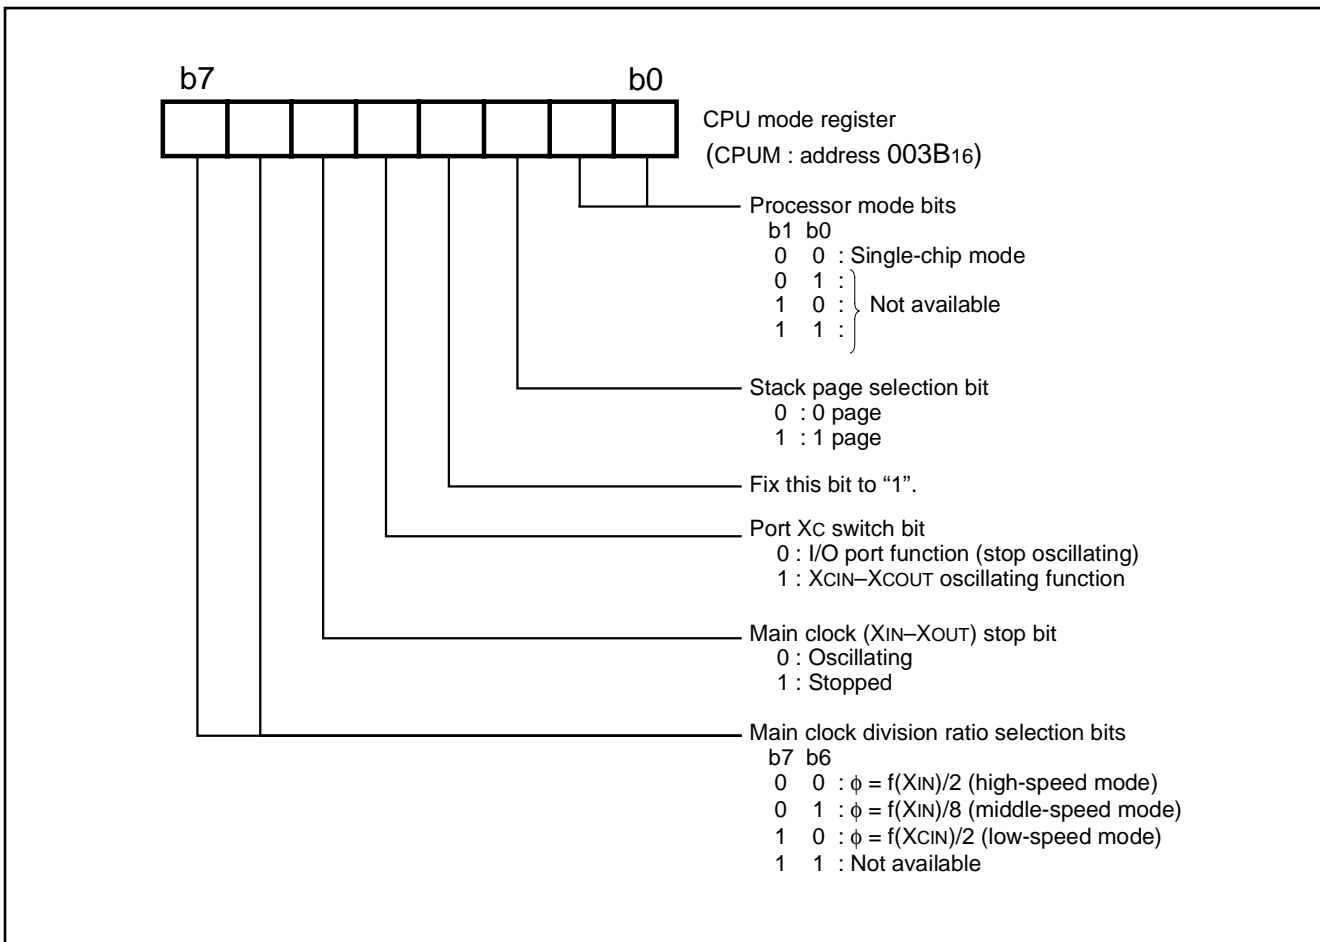 b7 b0
CPU mode register
(CPUM : address 003B16)
Processor mode bits
b1 b0
0 0 : Single-chip mode
0 1 :
1 0 : Not available
1 1 :
Stack page selection bit
0 : 0 page
1 : 1 page
Fix this bit to “1”.
Port XC switch bit
0 : I/O port function (stop oscillating)
1 : XCIN–XCOUT oscillating function
Main clock (XIN–XOUT) stop bit
0 : Oscillating
1 : Stopped
Main clock division ratio selection bits
b7 b6
0 0 : φ = f(XIN)/2 (high-speed mode)
0 1 : φ = f(XIN)/8 (middle-speed mode)
1 0 : φ = f(XCIN)/2 (low-speed mode)
1 1 : Not available